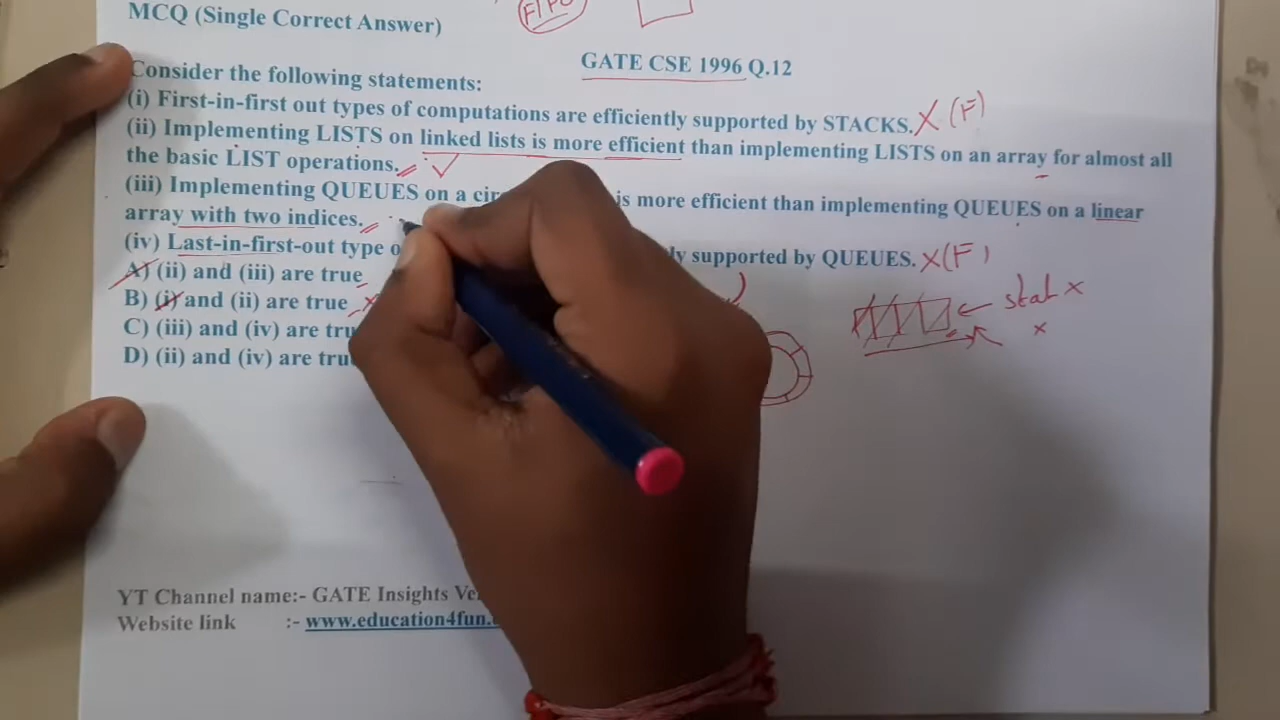 FIFO
MCQ (Single Correct Answer)
GATE CSE 1996 Q.12
Consider the following statements:
(i) First-in-first out types of computations are efficiently supported by STACKS. X (F)
(ii) Implementing LISTS on linked lists is more efficient than implementing LISTS on an array for almost all
the basic LIST operations.
(iii) Implementing QUEUES on a cir is more efficient than implementing QUEUES on a linear
array with two indices.
(iv) Last-in-first-out type o ly supported by QUEUES. X(F)
A) (ii) and (iii) are true
B) (i) and (ii) are true x
C) (iii) and (iv) are tru
D) (ii) and (iv) are tru
x
x
YT Channel name:- GATE Insights Ve
Website link :- www.education4fun.